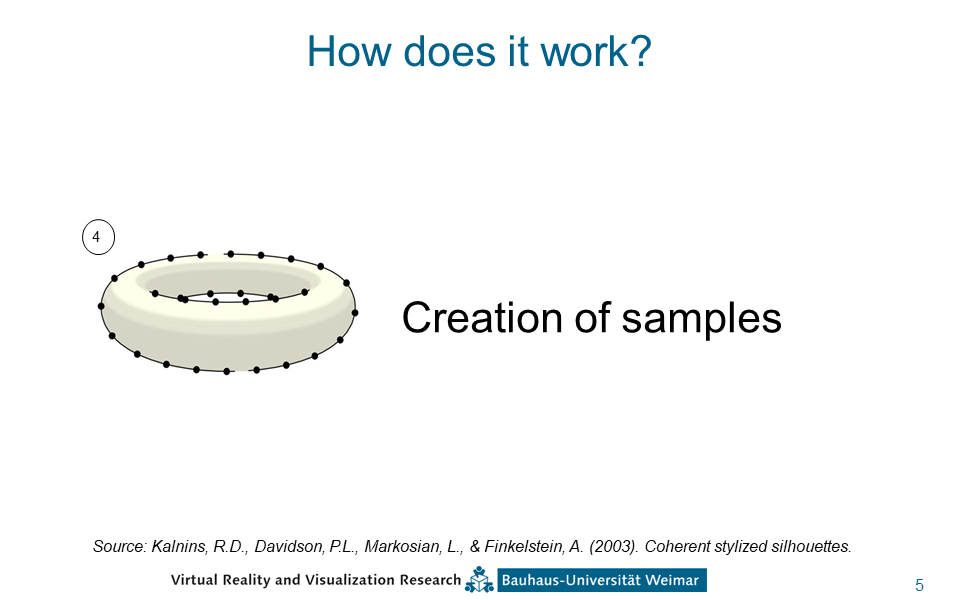 How does it work?
4
Creation of samples
Source: Kalnins, R.D., Davidson, P.L., Markosian, L., & Finkelstein, A. (2003). Coherent stylized silhouettes.
Virtual Reality and Visualization Research Bauhaus-Universität Weimar
5